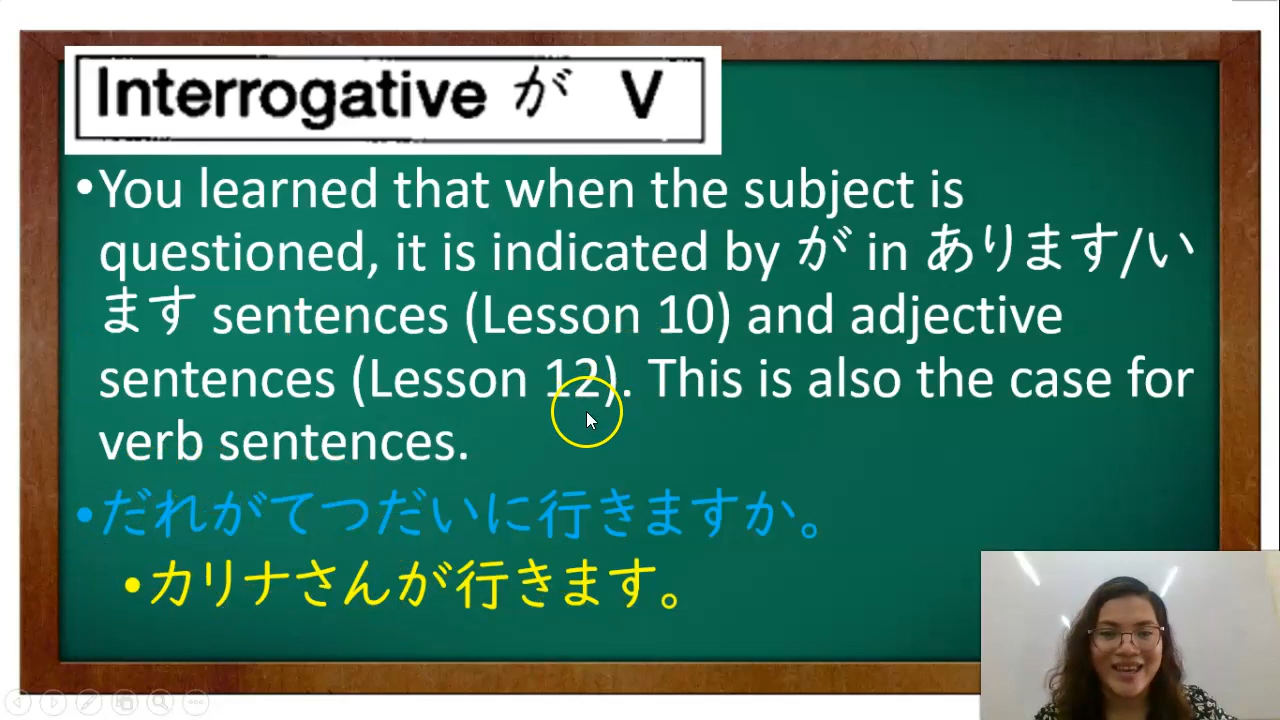 Interrogative が V
•You learned that when the subject is
questioned, it is indicated by が in あります/い
ます sentences (Lesson 10) and adjective
sentences (Lesson 12). This is also the case for
verb sentences.
•だれがてつだいに行きますか。
•カリナさんが行きます。